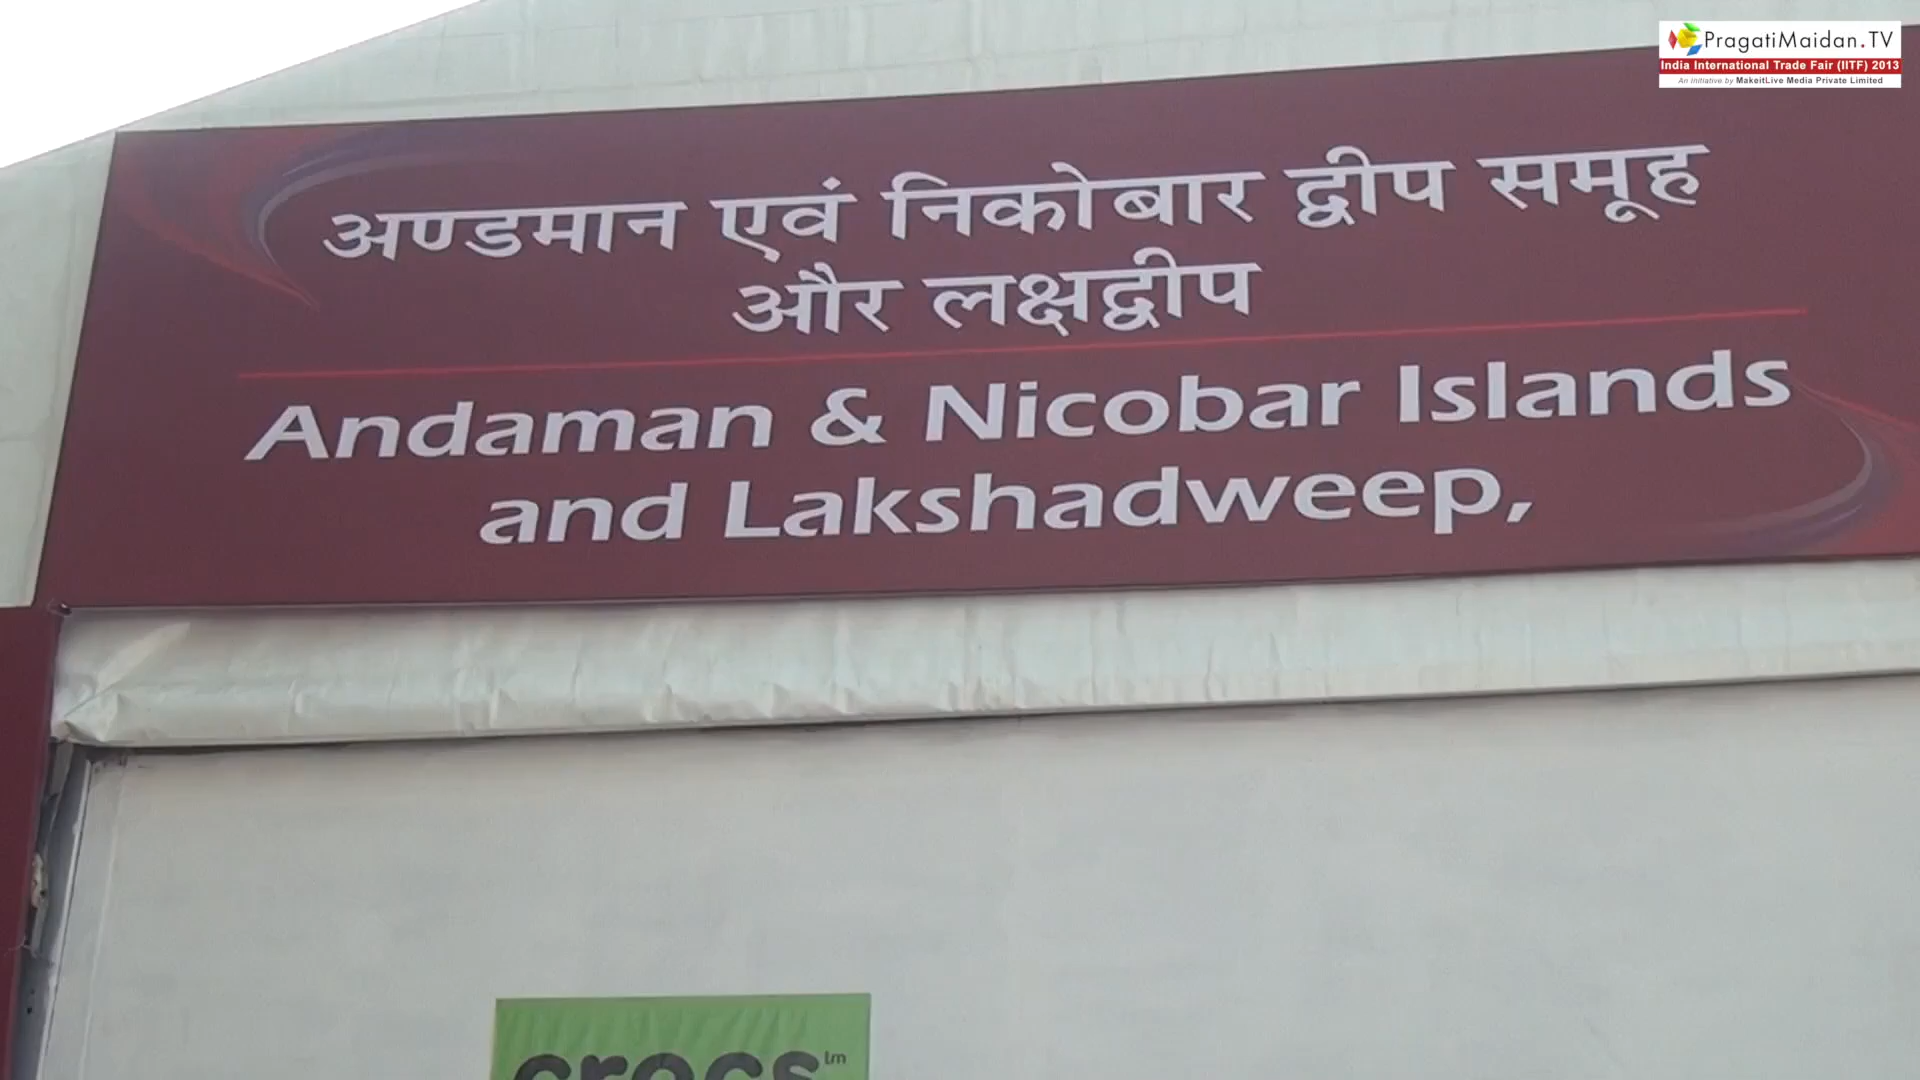 PragatiMaidan.TV
India International Trade Fair (IITF) 2013
An Initiative by MakeitLive Media Private Limited
अण्डमान एवं निकोबार द्वीप समूह
और लक्षद्वीप
Andaman & Nicobar Islands
and Lakshadweep,
crocs™